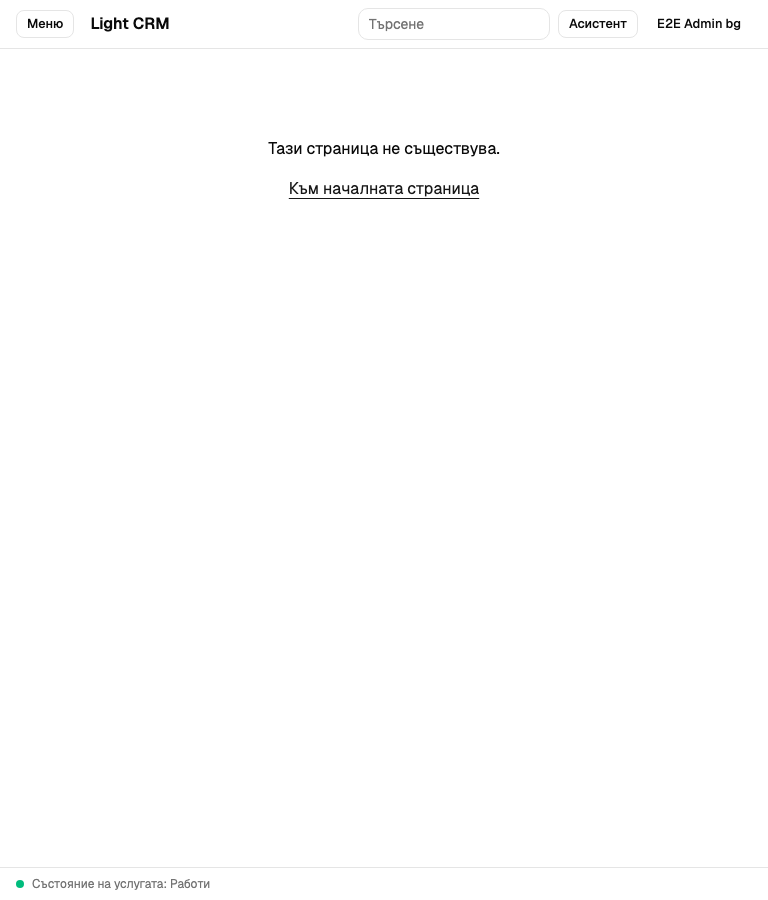 Меню
Light CRM
Търсене
Асистент
E2E Admin bg
Тази страница не съществува.
Към началната страница
Състояние на услугата: Работи